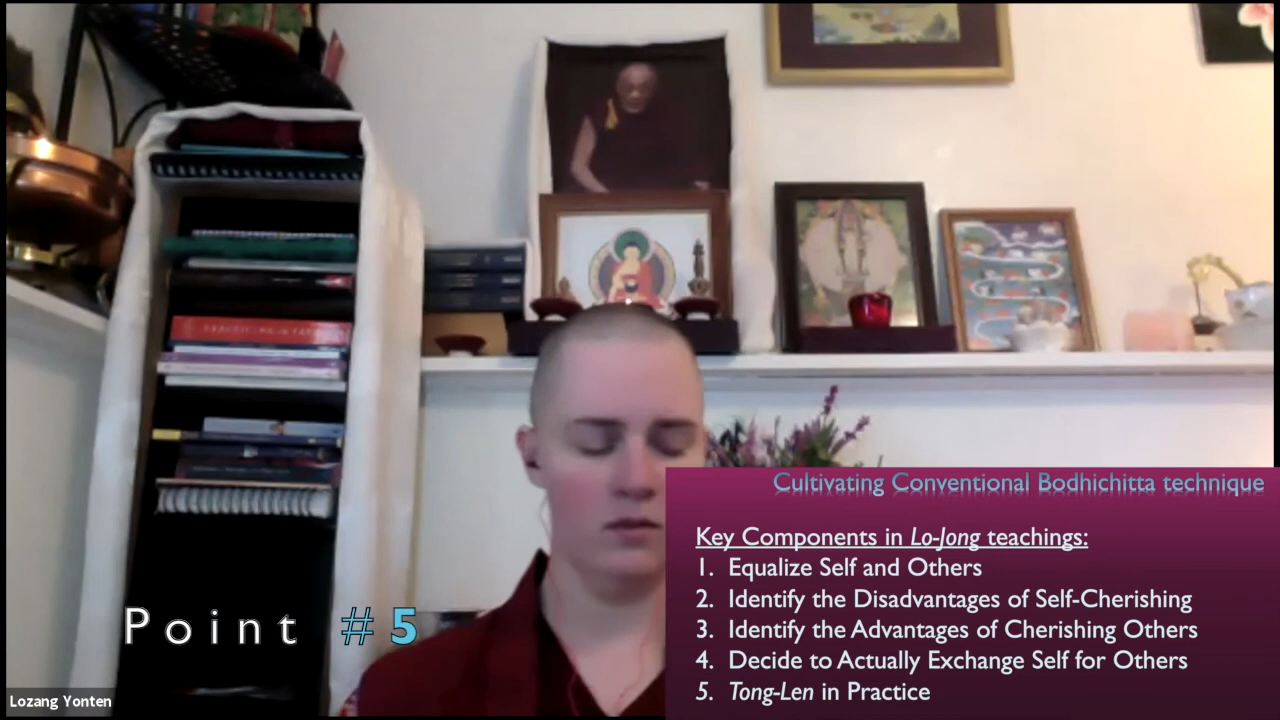 Cultivating Conventional Bodhichitta technique
Key Components in Lo-Jong teachings:
1. Equalize Self and Others
2. Identify the Disadvantages of Self-Cherishing
3. Identify the Advantages of Cherishing Others
4. Decide to Actually Exchange Self for Others
5. Tong-Len in Practice
Point #5
Lozang Yonten